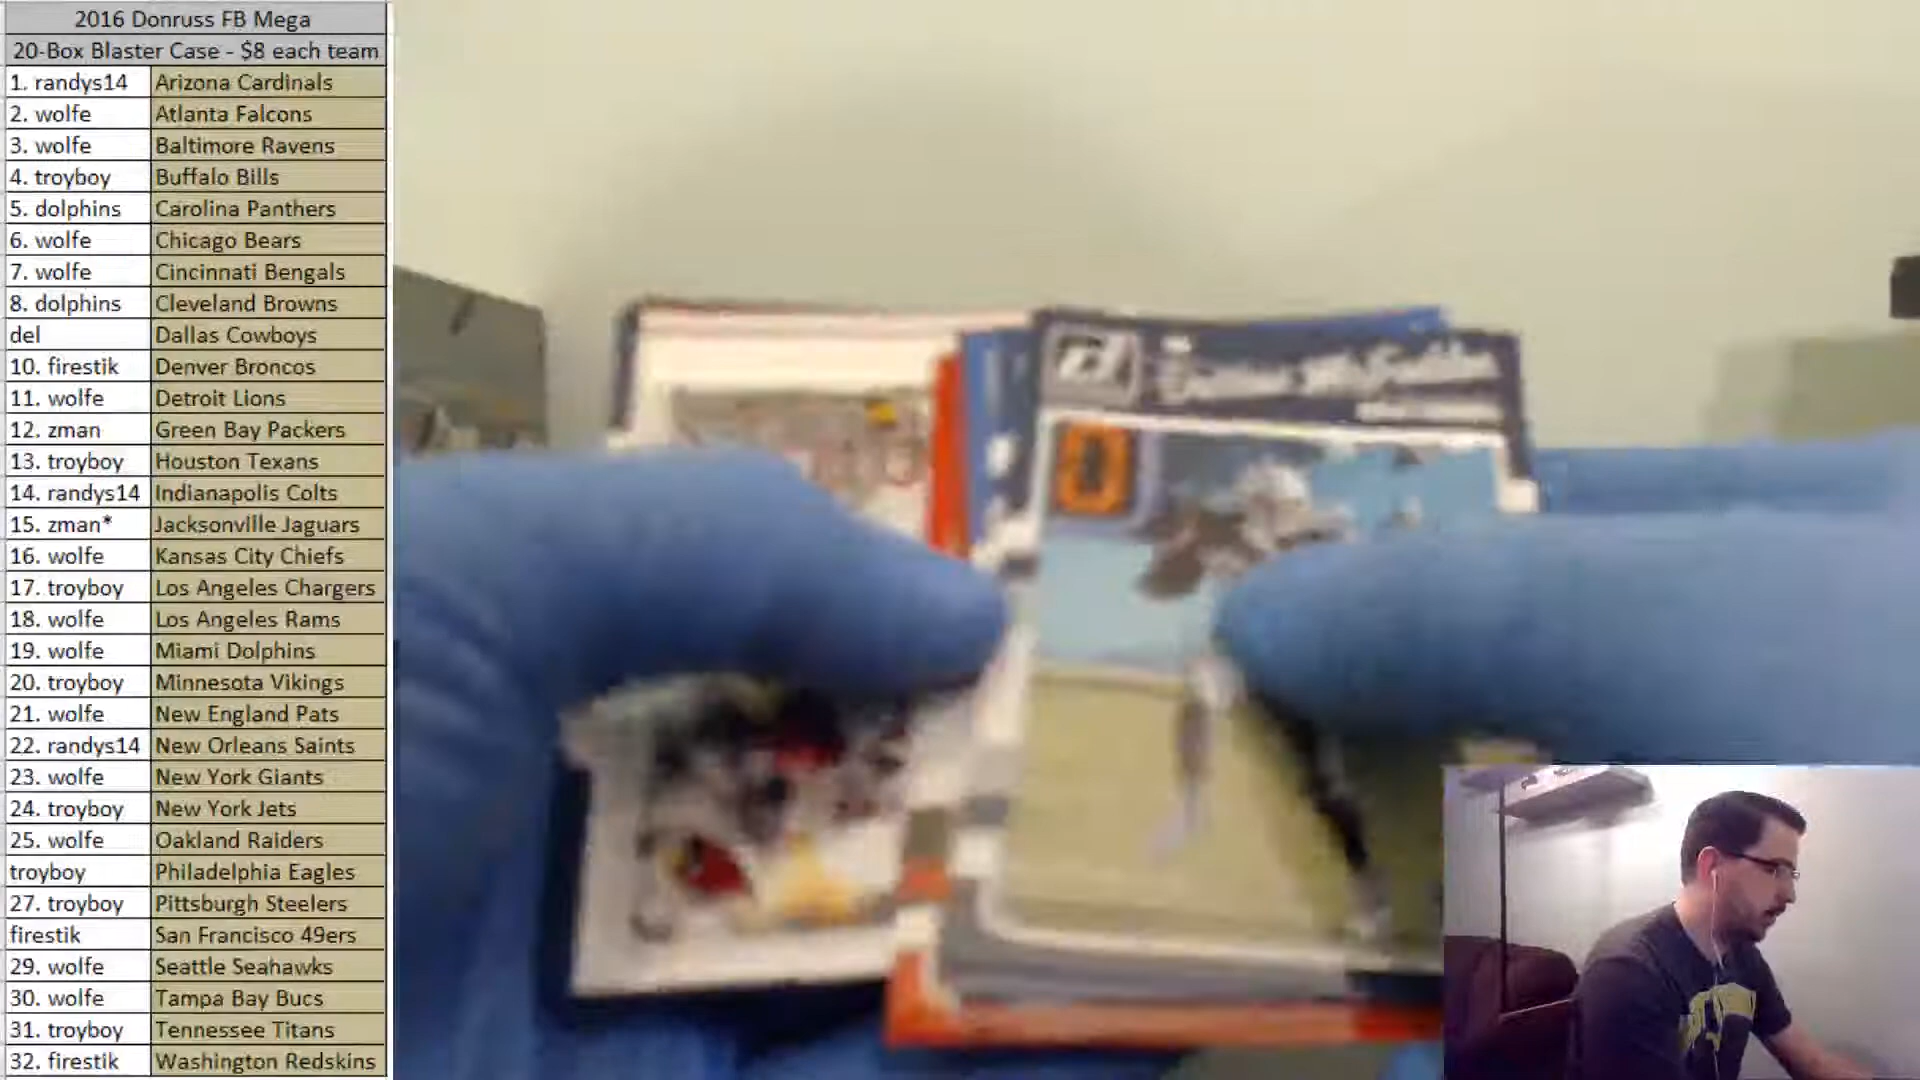 2016 Donruss FB Mega
20-Box Blaster Case - $8 each team
1. randys14 Arizona Cardinals
2. wolfe Atlanta Falcons
3. wolfe Baltimore Ravens
4. troyboy Buffalo Bills
5. dolphins Carolina Panthers
6. wolfe Chicago Bears
7. wolfe Cincinnati Bengals
8. dolphins Cleveland Browns
del Dallas Cowboys
10. firestik Denver Broncos
11. wolfe Detroit Lions
12. zman Green Bay Packers
13. troyboy Houston Texans
14. randys14 Indianapolis Colts
15. zman* Jacksonville Jaguars
16. wolfe Kansas City Chiefs
17. troyboy Los Angeles Chargers
18. wolfe Los Angeles Rams
19. wolfe Miami Dolphins
20. troyboy Minnesota Vikings
21. wolfe New England Pats
22. randys14 New Orleans Saints
23. wolfe New York Giants
24. troyboy New York Jets
25. wolfe Oakland Raiders
troyboy Philadelphia Eagles
27. troyboy Pittsburgh Steelers
firestik San Francisco 49ers
29. wolfe Seattle Seahawks
30. wolfe Tampa Bay Bucs
31. troyboy Tennessee Titans
32. firestik Washington Redskins